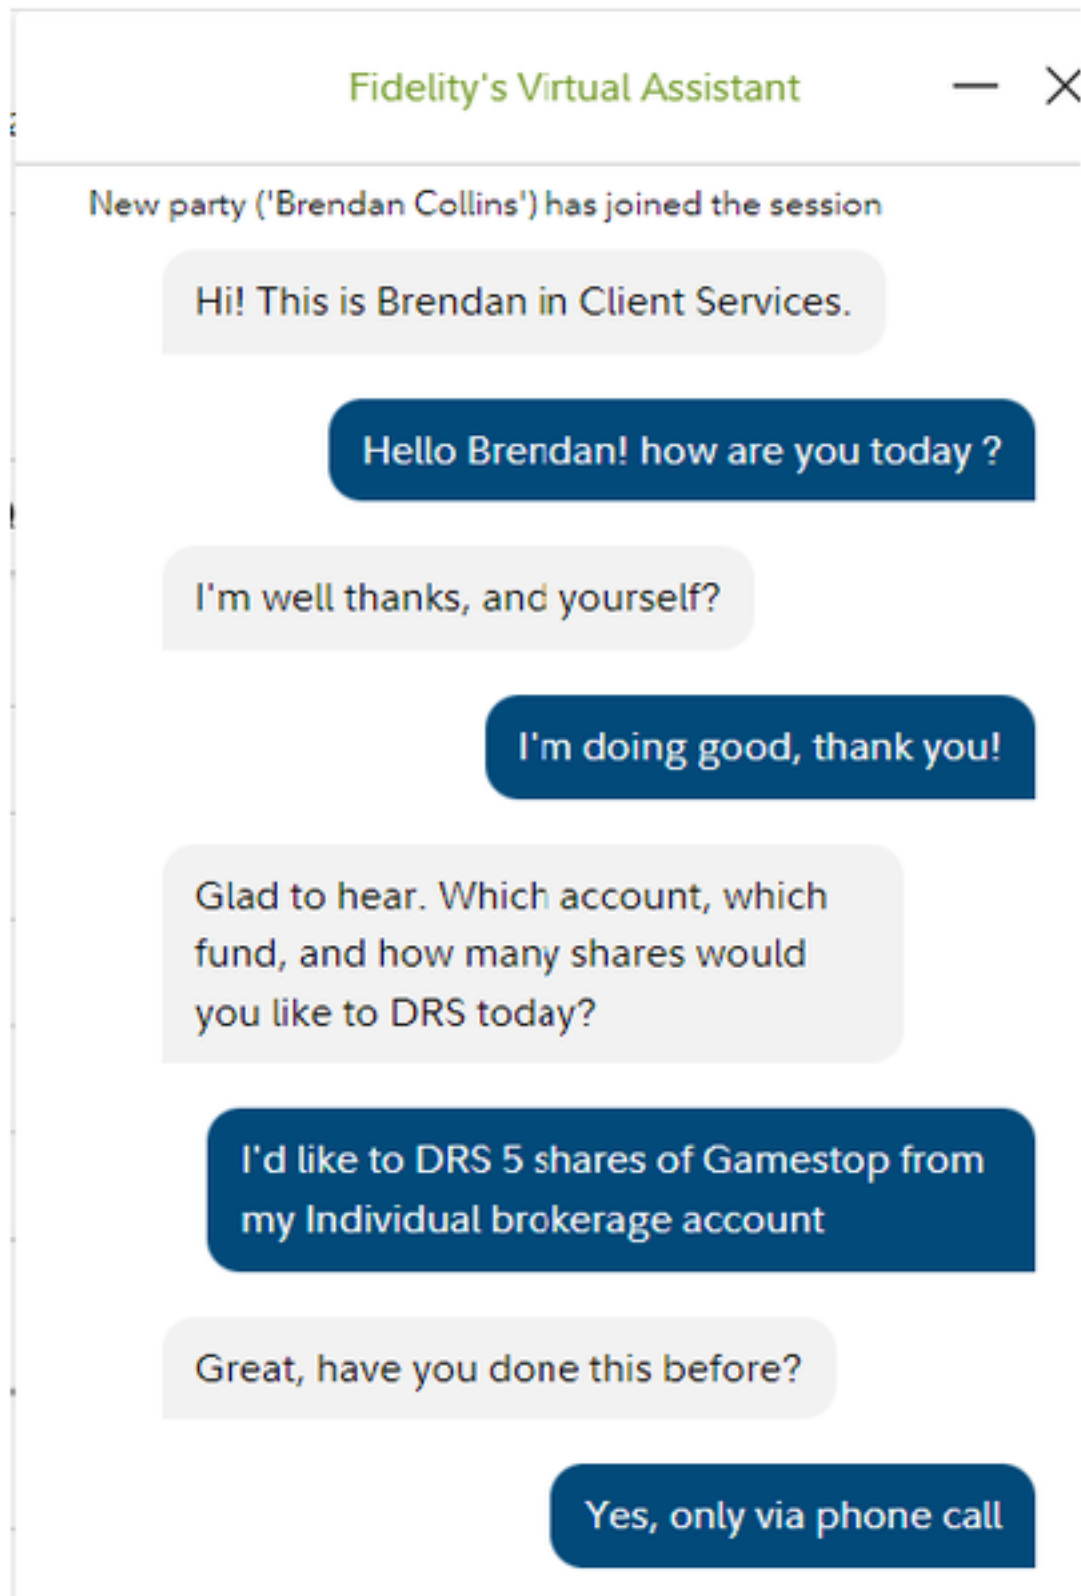 Fidelity's Virtual Assistant
New party ('Brendan Collins') has joined the session
Hi! This is Brendan in Client Services.
Hello Brendan! how are you today ?
I'm well thanks, and yourself?
I'm doing good, thank you!
Glad to hear. Which account, which
fund, and how many shares would
you like to DRS today?
I'd like to DRS 5 shares of Gamestop from
my Individual brokerage account
Great, have you done this before?
Yes, only via phone call